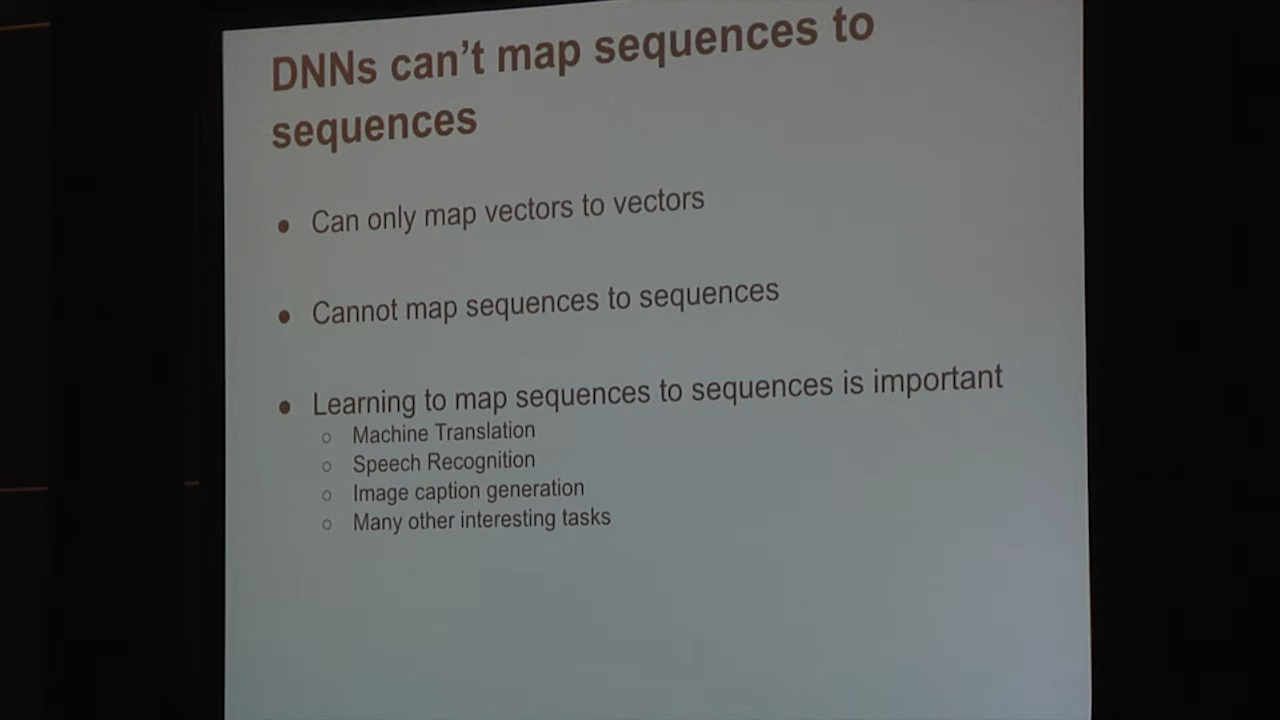 DNNs can't map sequences to
sequences
● Can only map vectors to vectors
● Cannot map sequences to sequences
● Learning to map sequences to sequences is important
○ Machine Translation
○ Speech Recognition
○ Image caption generation
○ Many other interesting tasks